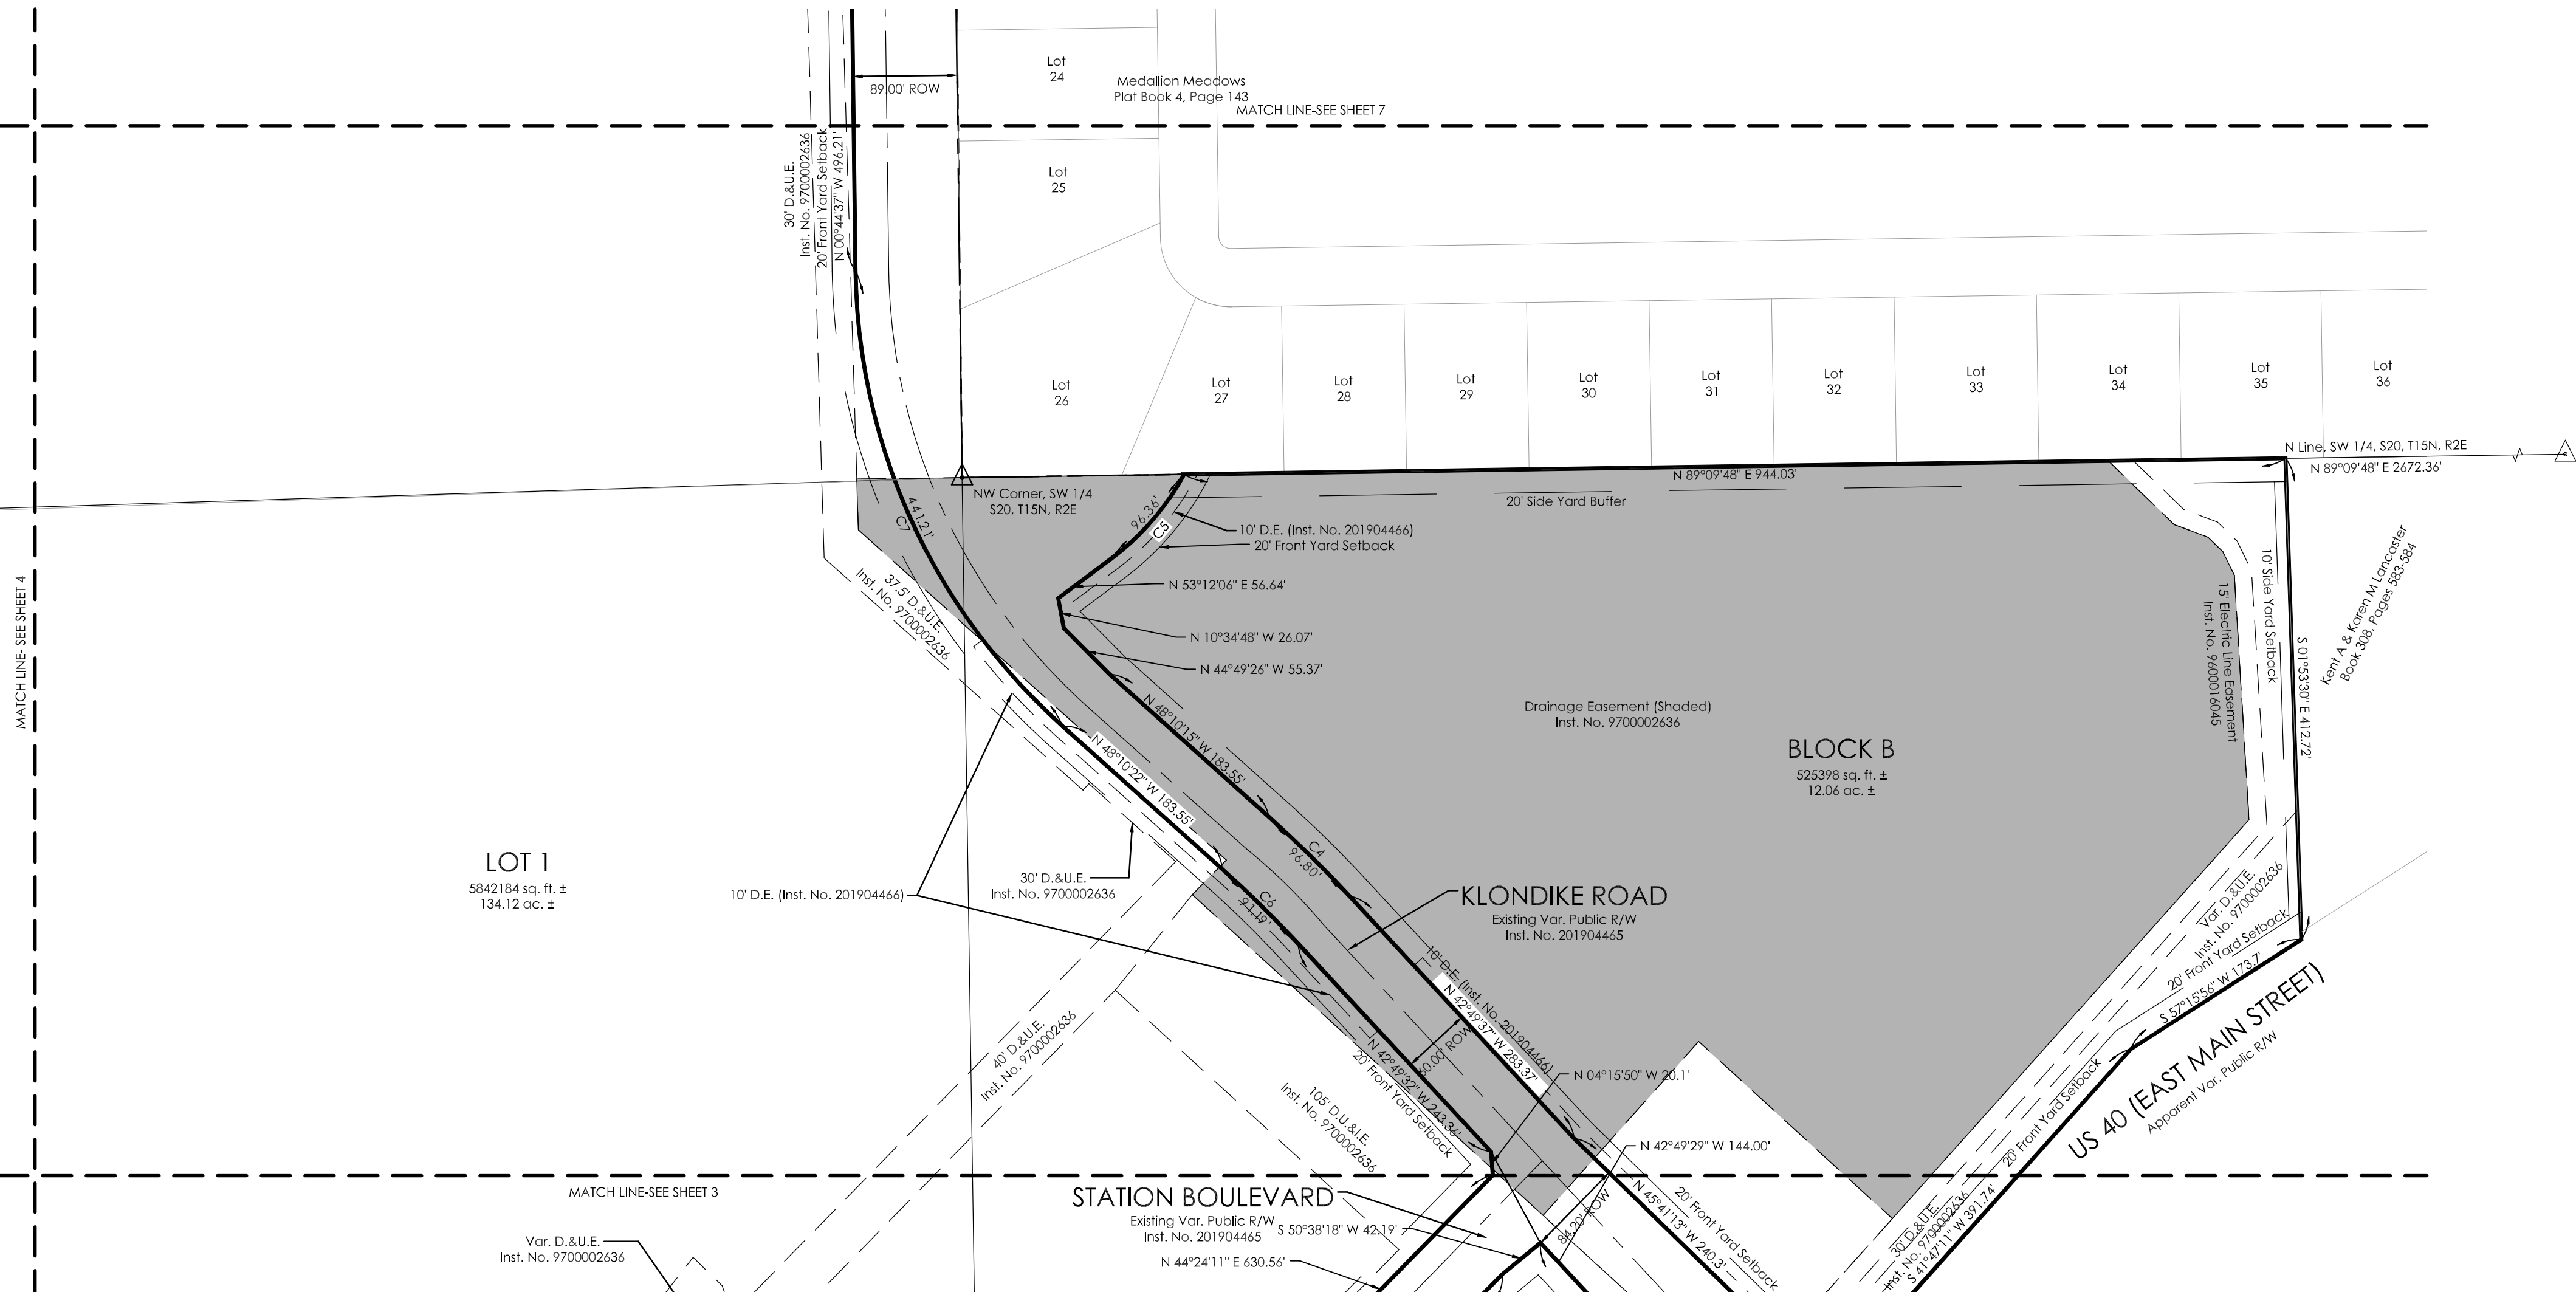 Lot
24
Medallion Meadows
Plat Book 4, Page 143
89.00' ROW
MATCH LINE-SEE SHEET 7
30' D.&U.E.
Inst. No. 9700002636
20' Front Yard Setback
N 00°44'37" W 496.21'
Lot
25
Lot
26
Lot
27
Lot
28
Lot
29
Lot
30
Lot
31
Lot
32
Lot
33
Lot
34
Lot
35
Lot
36
N Line, SW 1/4, S20, T15N, R2E
N 89°09'48" E 2672.36'
N 89°09'48" E 944.03'
20' Side Yard Buffer
NW Corner, SW 1/4
S20, T15N, R2E
441.21'
C7
96.36'
C5
10' D.E. (Inst. No. 201904466)
20' Front Yard Setback
N 53°12'06" E 56.64'
N 10°34'48" W 26.07'
N 44°49'26" W 55.37'
37.5' D.&U.E.
Inst. No. 9700002636
MATCH LINE- SEE SHEET 4
N 48°10'15" W 183.55'
N 48°10'22" W 183.55'
Drainage Easement (Shaded)
Inst. No. 9700002636
BLOCK B
525398 sq. ft. ±
12.06 ac. ±
15' Electric Line Easement
Inst. No. 9600016045
10' Side Yard Setback
S 01°53'30" E 412.72'
Kent A & Karen M Lancaster
Book 308, Pages 583-584
LOT 1
5842184 sq. ft. ±
134.12 ac. ±
10' D.E. (Inst. No. 201904466)
30' D.&U.E.
Inst. No. 9700002636
C6
91.19'
C4
96.80'
KLONDIKE ROAD
Existing Var. Public R/W
Inst. No. 201904465
10' D.E. (Inst. No. 201904466)
N 42°49'37" W 283.37'
60.00' ROW
N 42°49'32" W 243.36'
20' Front Yard Setback
Var. D.&U.E.
Inst. No. 9700002636
20' Front Yard Setback
S 57°15'56" W 173.7'
US 40 (EAST MAIN STREET)
Apparent Var. Public R/W
20' Front Yard Setback
40' D.&U.E.
Inst. No. 9700002636
105' D.U.&I.E.
Inst. No. 9700002636
N 04°15'50" W 20.1'
N 42°49'29" W 144.00'
MATCH LINE-SEE SHEET 3
STATION BOULEVARD
Existing Var. Public R/W
Inst. No. 201904465
S 50°38'18" W 42.19'
N 44°24'11" E 630.56'
84.20' ROW
N 45°41'13" W 240.3'
20' Front Yard Setback
30' D.&U.E.
Inst. No. 9700002636
S 41°47'11" W 391.74'
Var. D.&U.E.
Inst. No. 9700002636